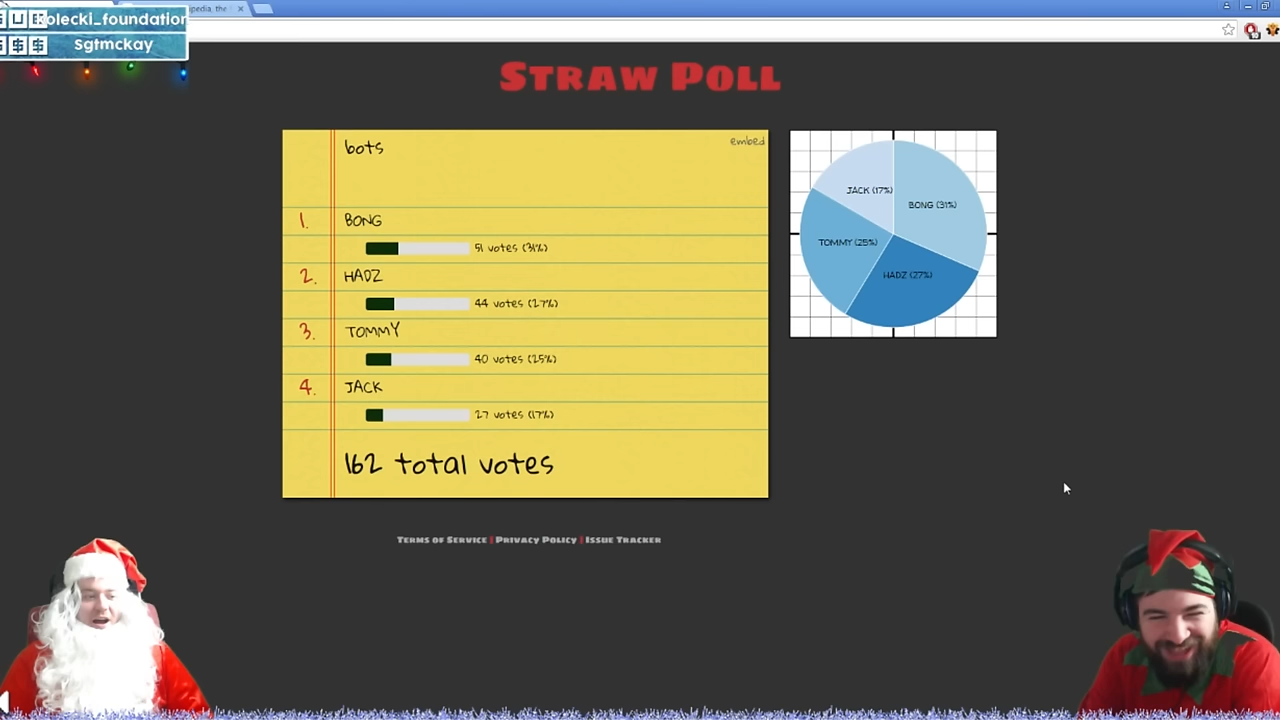 olecki_foundation
Sgtmckay
pedia, the
STRAW POLL
bots
embed
1. BONG
51 votes (31%)
2. HADZ
44 votes (27%)
3. TOMMY
40 votes (25%)
4. JACK
27 votes (17%)
162 total votes
JACK (17%)
BONG (31%)
TOMMY (25%)
HADZ (27%)
TERMS OF SERVICE | PRIVACY POLICY | ISSUE TRACKER